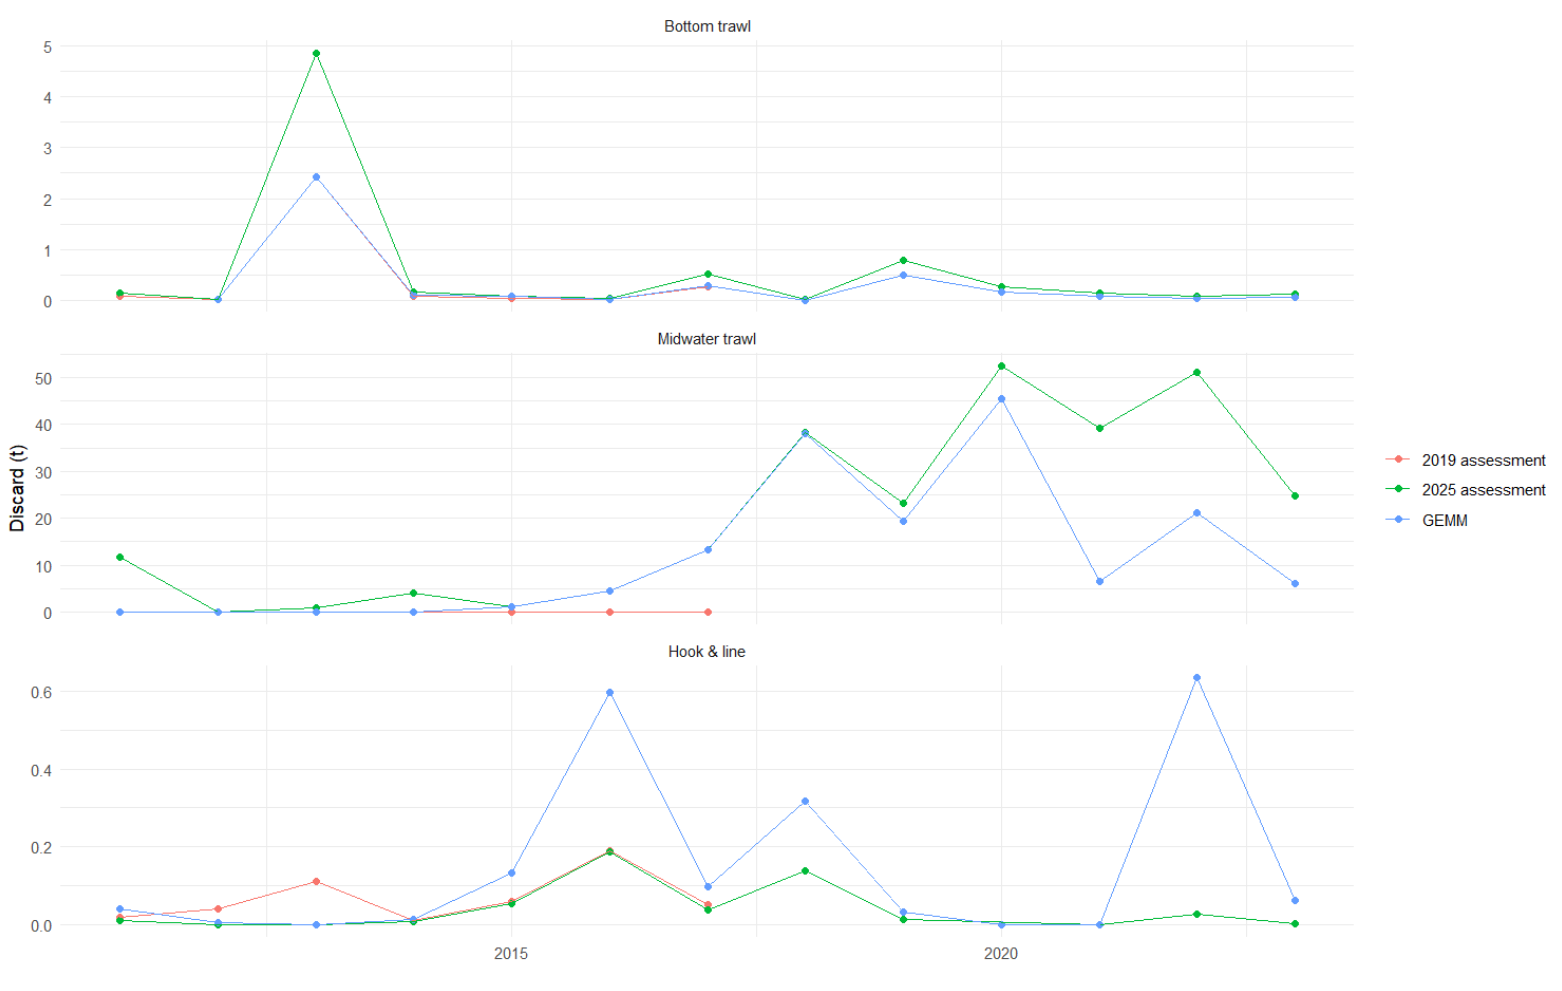 Bottom trawl
5
4
3
2
1
0
Midwater trawl
50
40
30
20
10
0
Hook & line
0.6
0.4
0.2
0.0
2015
2020
Discard (t)
2019 assessment
2025 assessment
GEMM